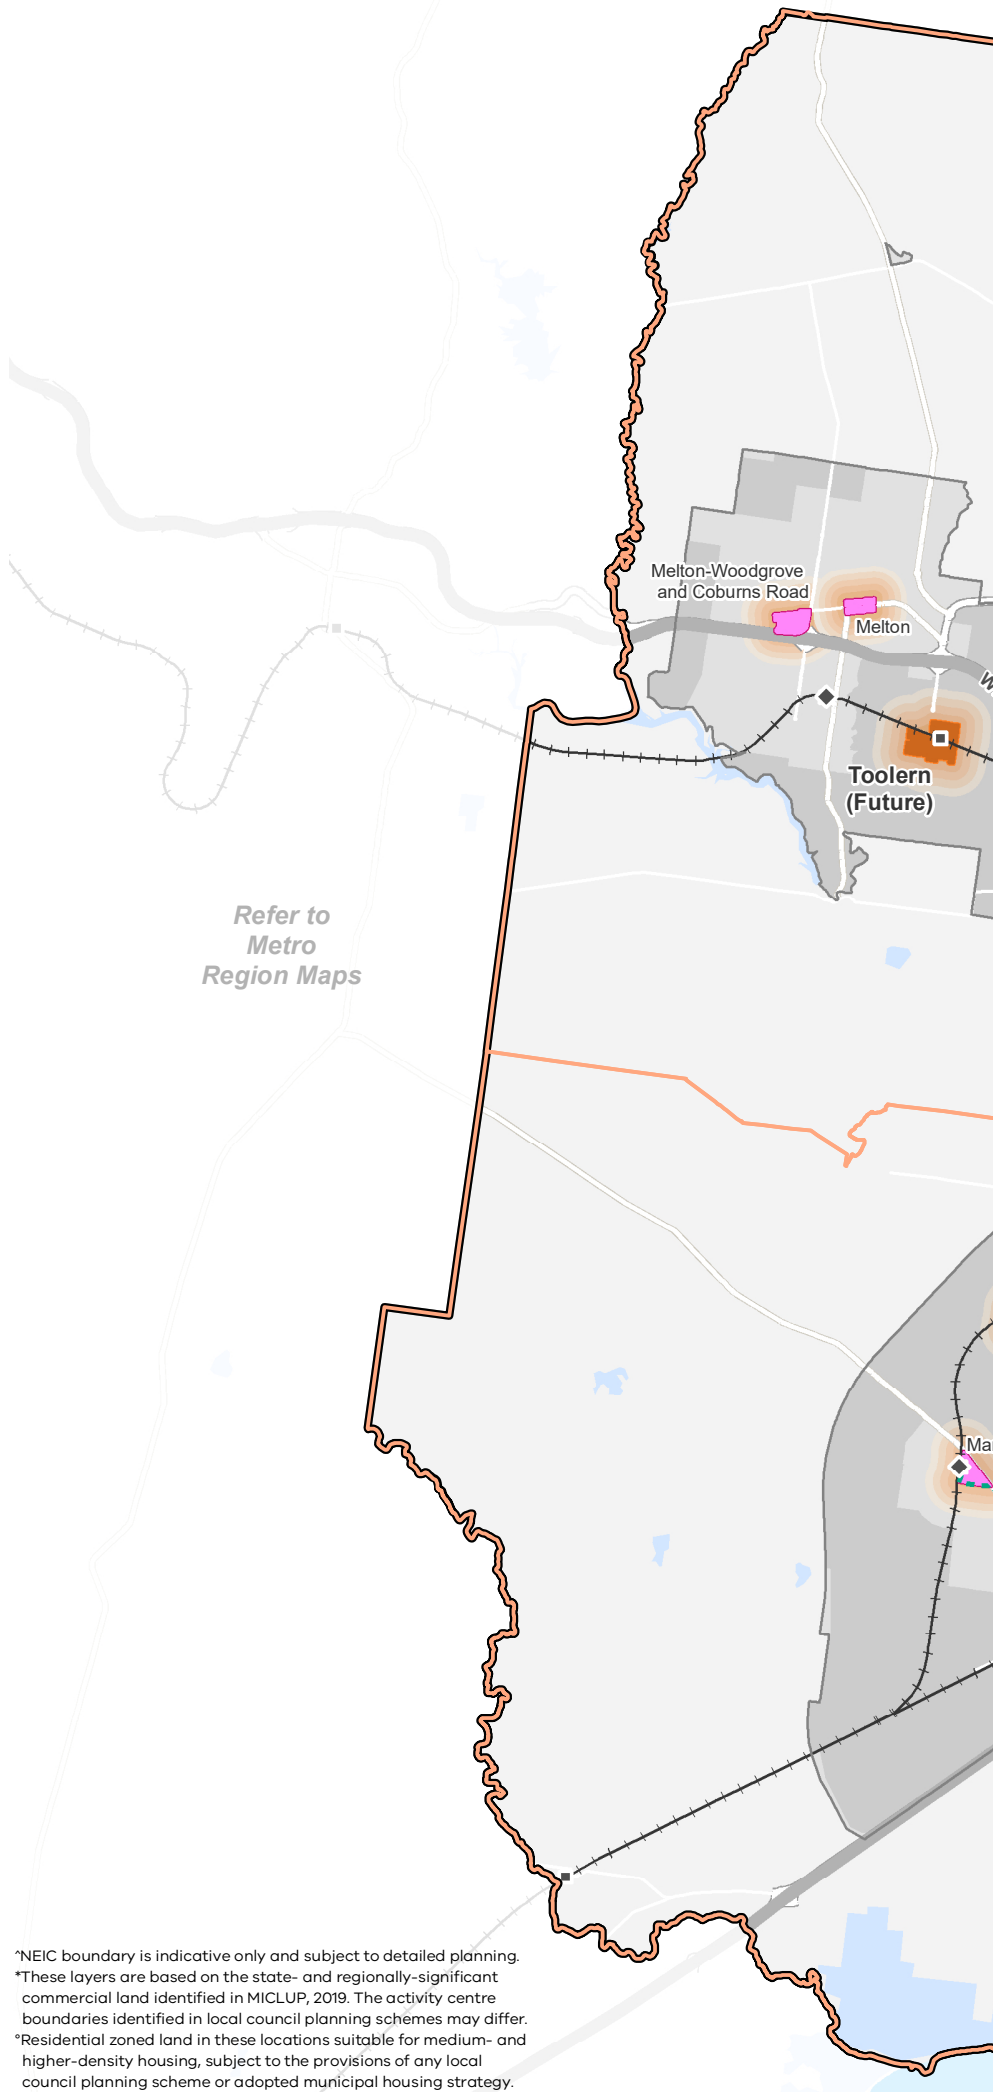 Melton-Woodgrove
and Coburns Road
Melton
W
Toolern
(Future)
Refer to
Metro
Region Maps
Mar
^NEIC boundary is indicative only and subject to detailed planning.
*These layers are based on the state- and regionally-significant
commercial land identified in MICLUP, 2019. The activity centre
boundaries identified in local council planning schemes may differ.
°Residential zoned land in these locations suitable for medium- and
higher-density housing, subject to the provisions of any local
council planning scheme or adopted municipal housing strategy.